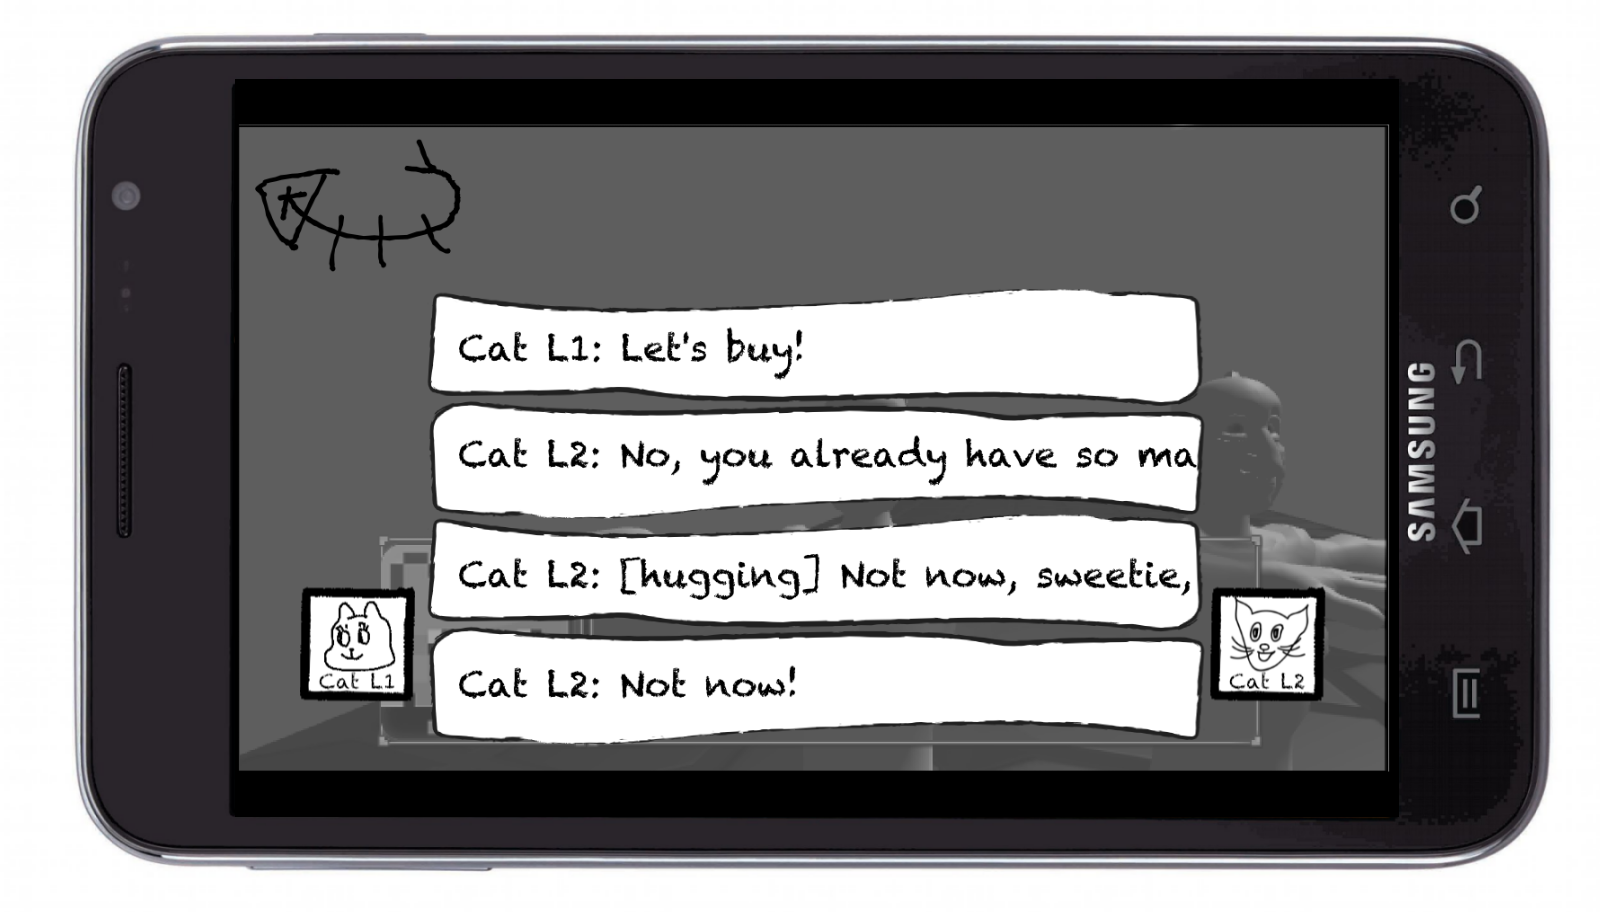 Cat L1: Let's buy!
Cat L2: No, you already have so ma
Cat L2: [hugging] Not now, sweetie,
Cat L2: Not now!
Cat L1
Cat L2
SAMSUNG